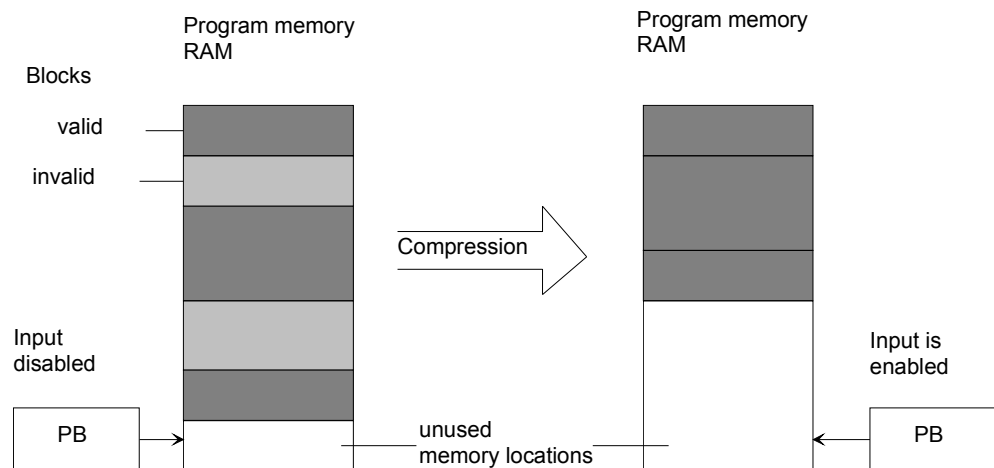 Program memory
RAM
Program memory
RAM
Blocks
valid
invalid
Compression
Input
disabled
Input is
enabled
PB
unused
memory locations
PB